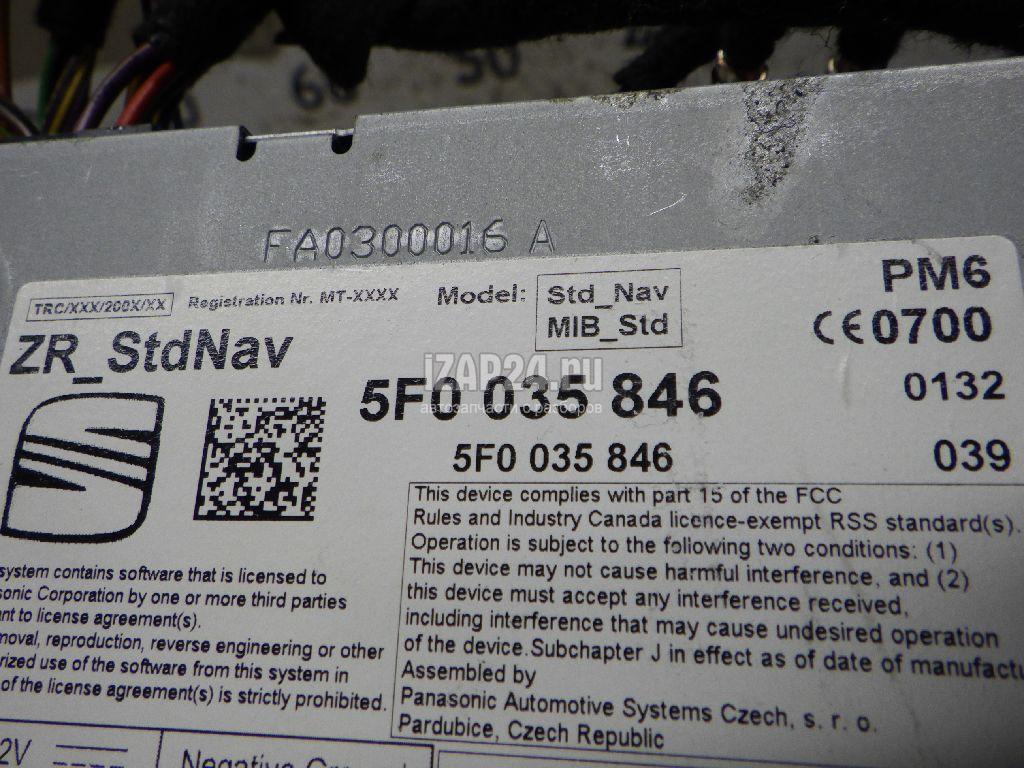 60
50
FA0300016 A
TRC/XXX/200X/XX
Registration Nr. MT-XXXX
Model:
Std_Nav
MIB_Std
PM6
ZR_StdNav
CE0700
iZAP24.ru
автозапчасти с разборов
5F0 035 846
0132
5F0 035 846
039
system contains software that is licensed to
sonic Corporation by one or more third parties
ant to license agreement(s).
moval, reproduction, reverse engineering or other
rized use of the software from this system in
of the license agreement(s) is strictly prohibited.
This device complies with part 15 of the FCC
Rules and Industry Canada licence-exempt RSS standard(s).
Operation is subject to the following two conditions: (1)
This device may not cause harmful interference, and (2)
this device must accept any interference received,
including interference that may cause undesired operation
of the device.Subchapter J in effect as of date of manufactu
Assembled by
Panasonic Automotive Systems Czech, s. r. o.
Pardubice, Czech Republic
2V
Negative